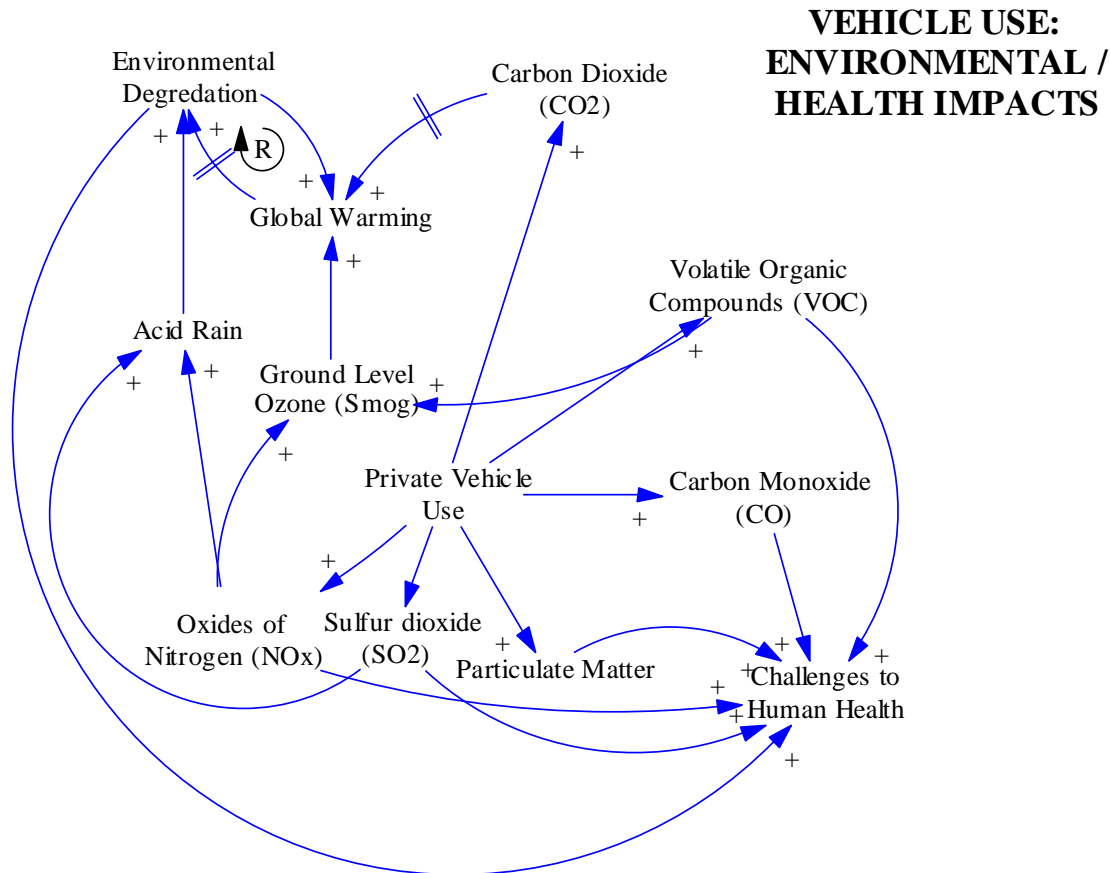 VEHICLE USE:
ENVIRONMENTAL /
HEALTH IMPACTS
Environmental
Degredation
Carbon Dioxide
(CO2)
+
+
R
+
+
+
Global Warming
+
Volatile Organic
Compounds (VOC)
Acid Rain
+
+
+
Ground Level
Ozone (Smog)
+
+
Private Vehicle
Use
Carbon Monoxide
(CO)
+
+
Oxides of
Nitrogen (NOx)
Sulfur dioxide
(SO2)
+
Particulate Matter
+
+
+
+
+
Challenges to
Human Health
+